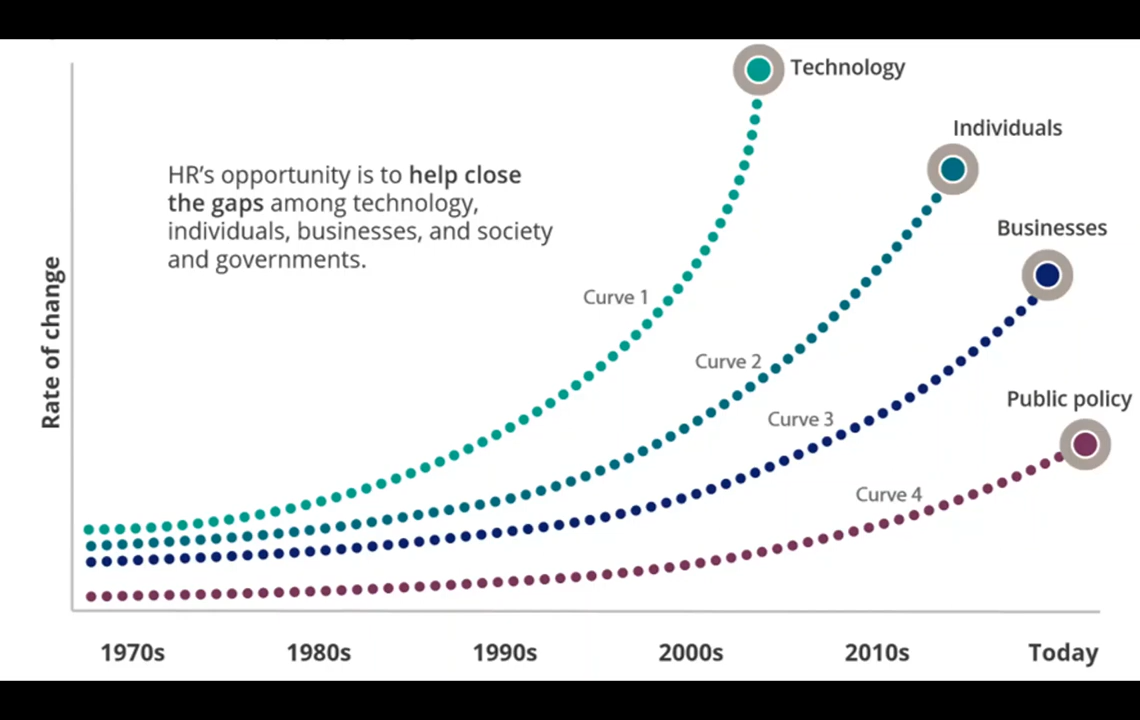 Technology
Individuals
HR’s opportunity is to help close
the gaps among technology,
individuals, businesses, and society
and governments.
Businesses
Rate of change
Curve 1
Curve 2
Public policy
Curve 3
Curve 4
1970s 1980s 1990s 2000s 2010s Today